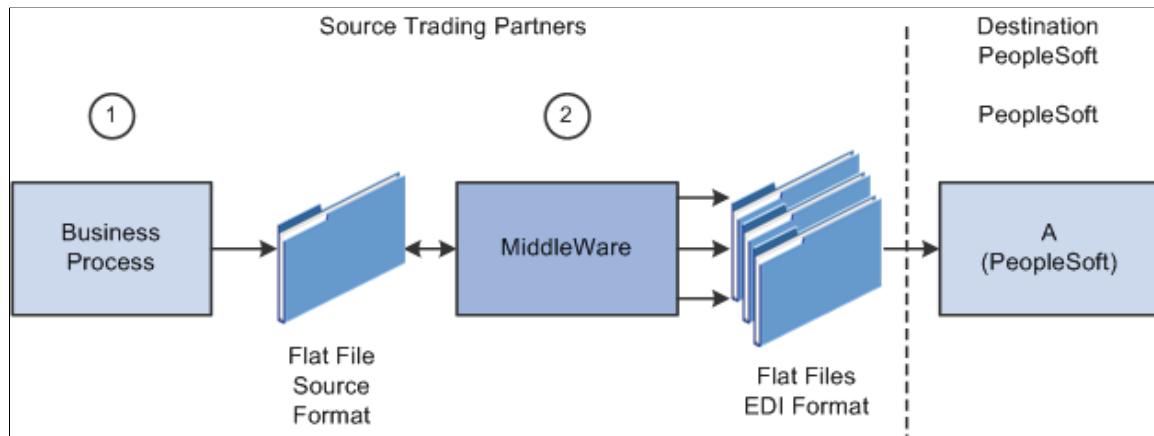 Source Trading Partners
Destination
PeopleSoft
PeopleSoft
1
2
Business
Process
MiddleWare
A
(PeopleSoft)
Flat File
Source
Format
Flat Files
EDI Format